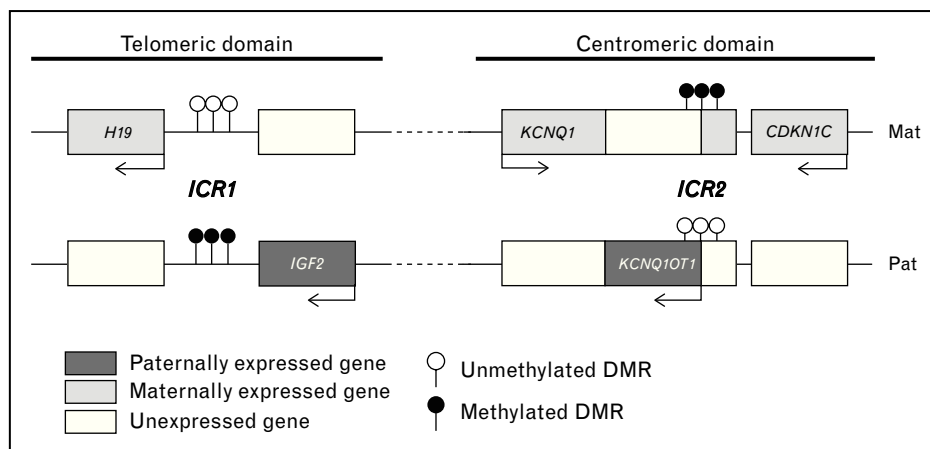 Telomeric domain
Centromeric domain
H19
KCNQ1
CDKN1C
Mat
ICR1
ICR2
IGF2
KCNQ1OT1
Pat
Paternally expressed gene
Maternally expressed gene
Unexpressed gene
Unmethylated DMR
Methylated DMR